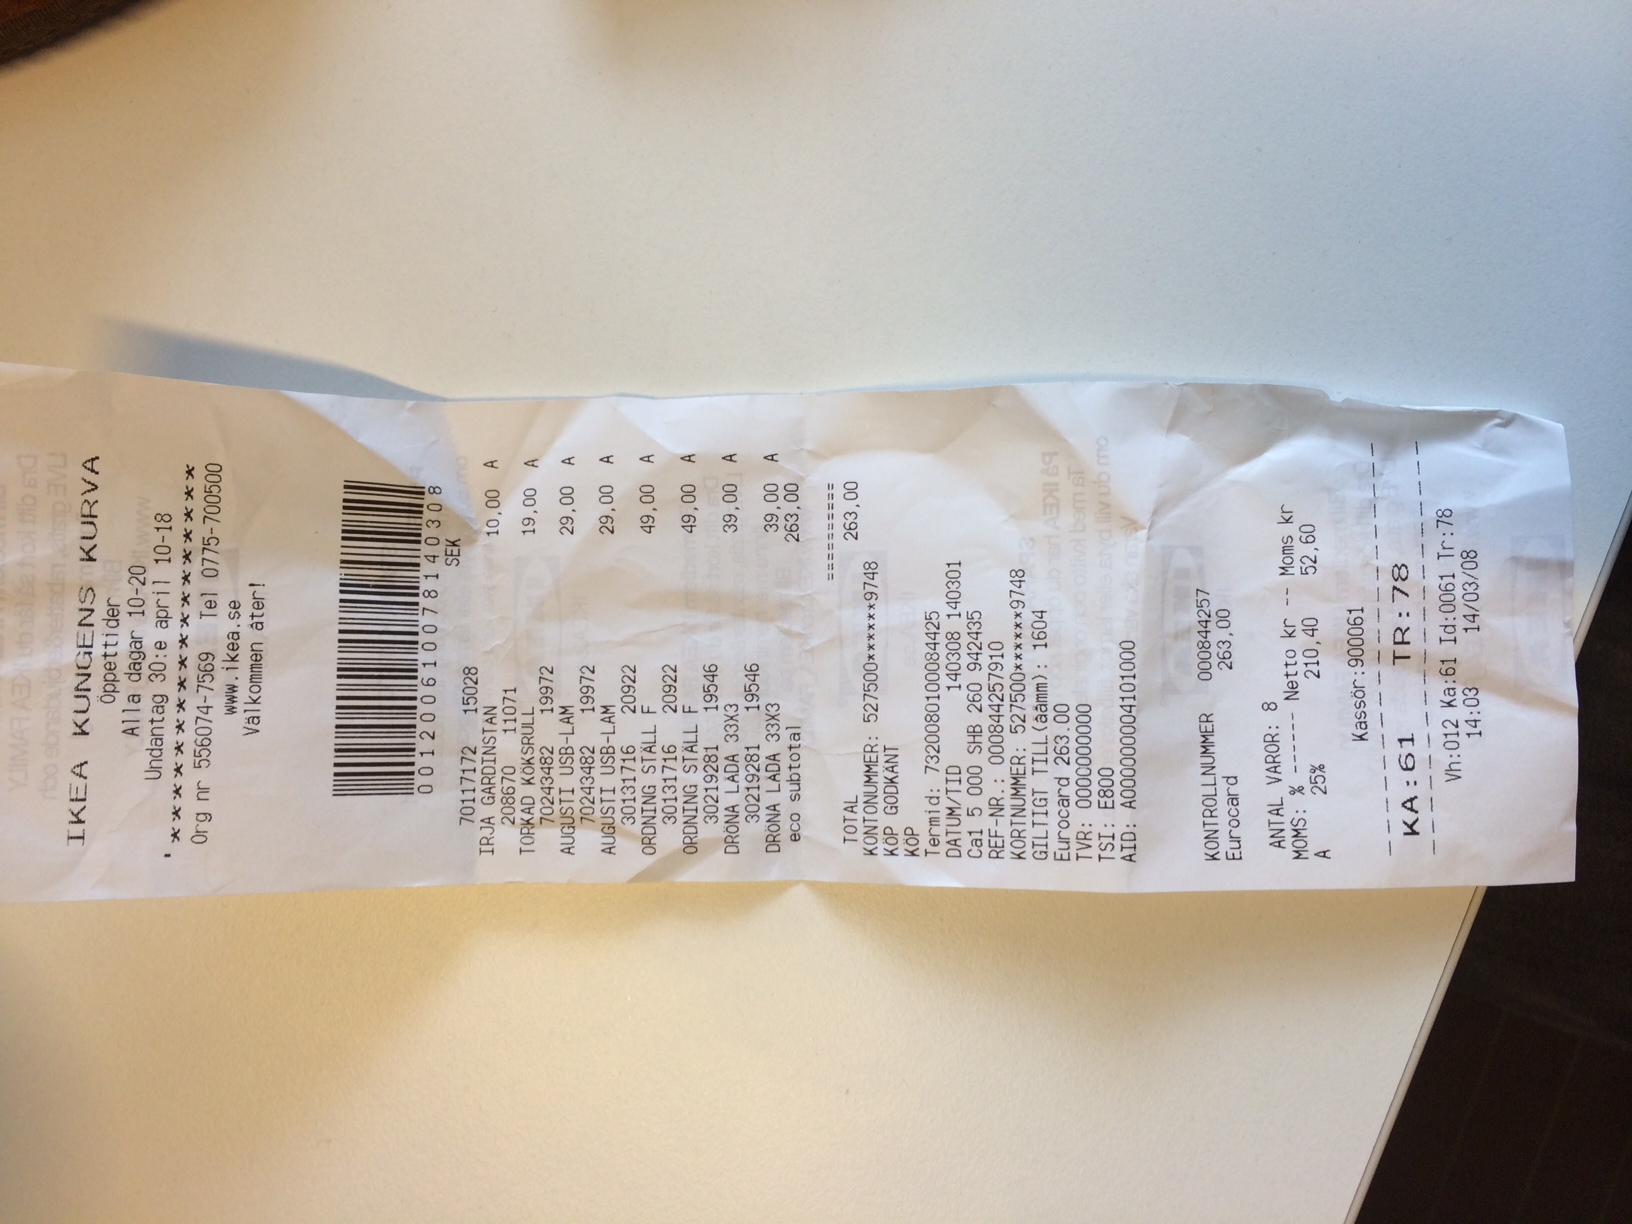 IKEA KUNGENS KURVA
Öppettider
Alla dagar 10-20
Undantag 30:e april 10-18
******************
Org nr 556074-7569 Tel 0775-700500
www.ikea.se
Välkommen åter!
001200610078140308
SEK
70117172 15028
IRJA GARDINSTÅN 10,00 A
208670 11071
TORKAD KÖKSRULL 19,00 A
70243482 19972
AUGUSTI USB-LAM 29,00 A
70243482 19972
AUGUSTI USB-LAM 29,00 A
30131716 20922
ORDNING STÄLL F 49,00 A
30131716 20922
ORDNING STÄLL F 49,00 A
30219281 19546
DRÖNA LÅDA 33X3 39,00 A
30219281 19546
DRÖNA LÅDA 33X3 39,00 A
eco subtotal 263,00
==========
TOTAL 263,00
KONTONUMMER: 527500******9748
KÖP GODKÄNT
KÖP
Termid: 7320080100084425
DATUM/TID 140308 140301
Ca1 5 000 SHB 260 942435
REF-NR.: 000844257910
KORTNUMMER: 527500******9748
GILTIGT TILL(ååmm): 1604
Eurocard 263.00
TVR: 0000000000
TSI: E800
AID: A0000000041010​00
KONTROLLNUMMER 000844257
Eurocard 263,00
ANTAL VAROR: 8
MOMS: % ------ Netto kr -- Moms kr
A 25% 210,40 52,60
Kassör:900061
KA:61 TR:78
Vh:012 Ka:61 Id:0061 Tr:78
14:03 14/03/08